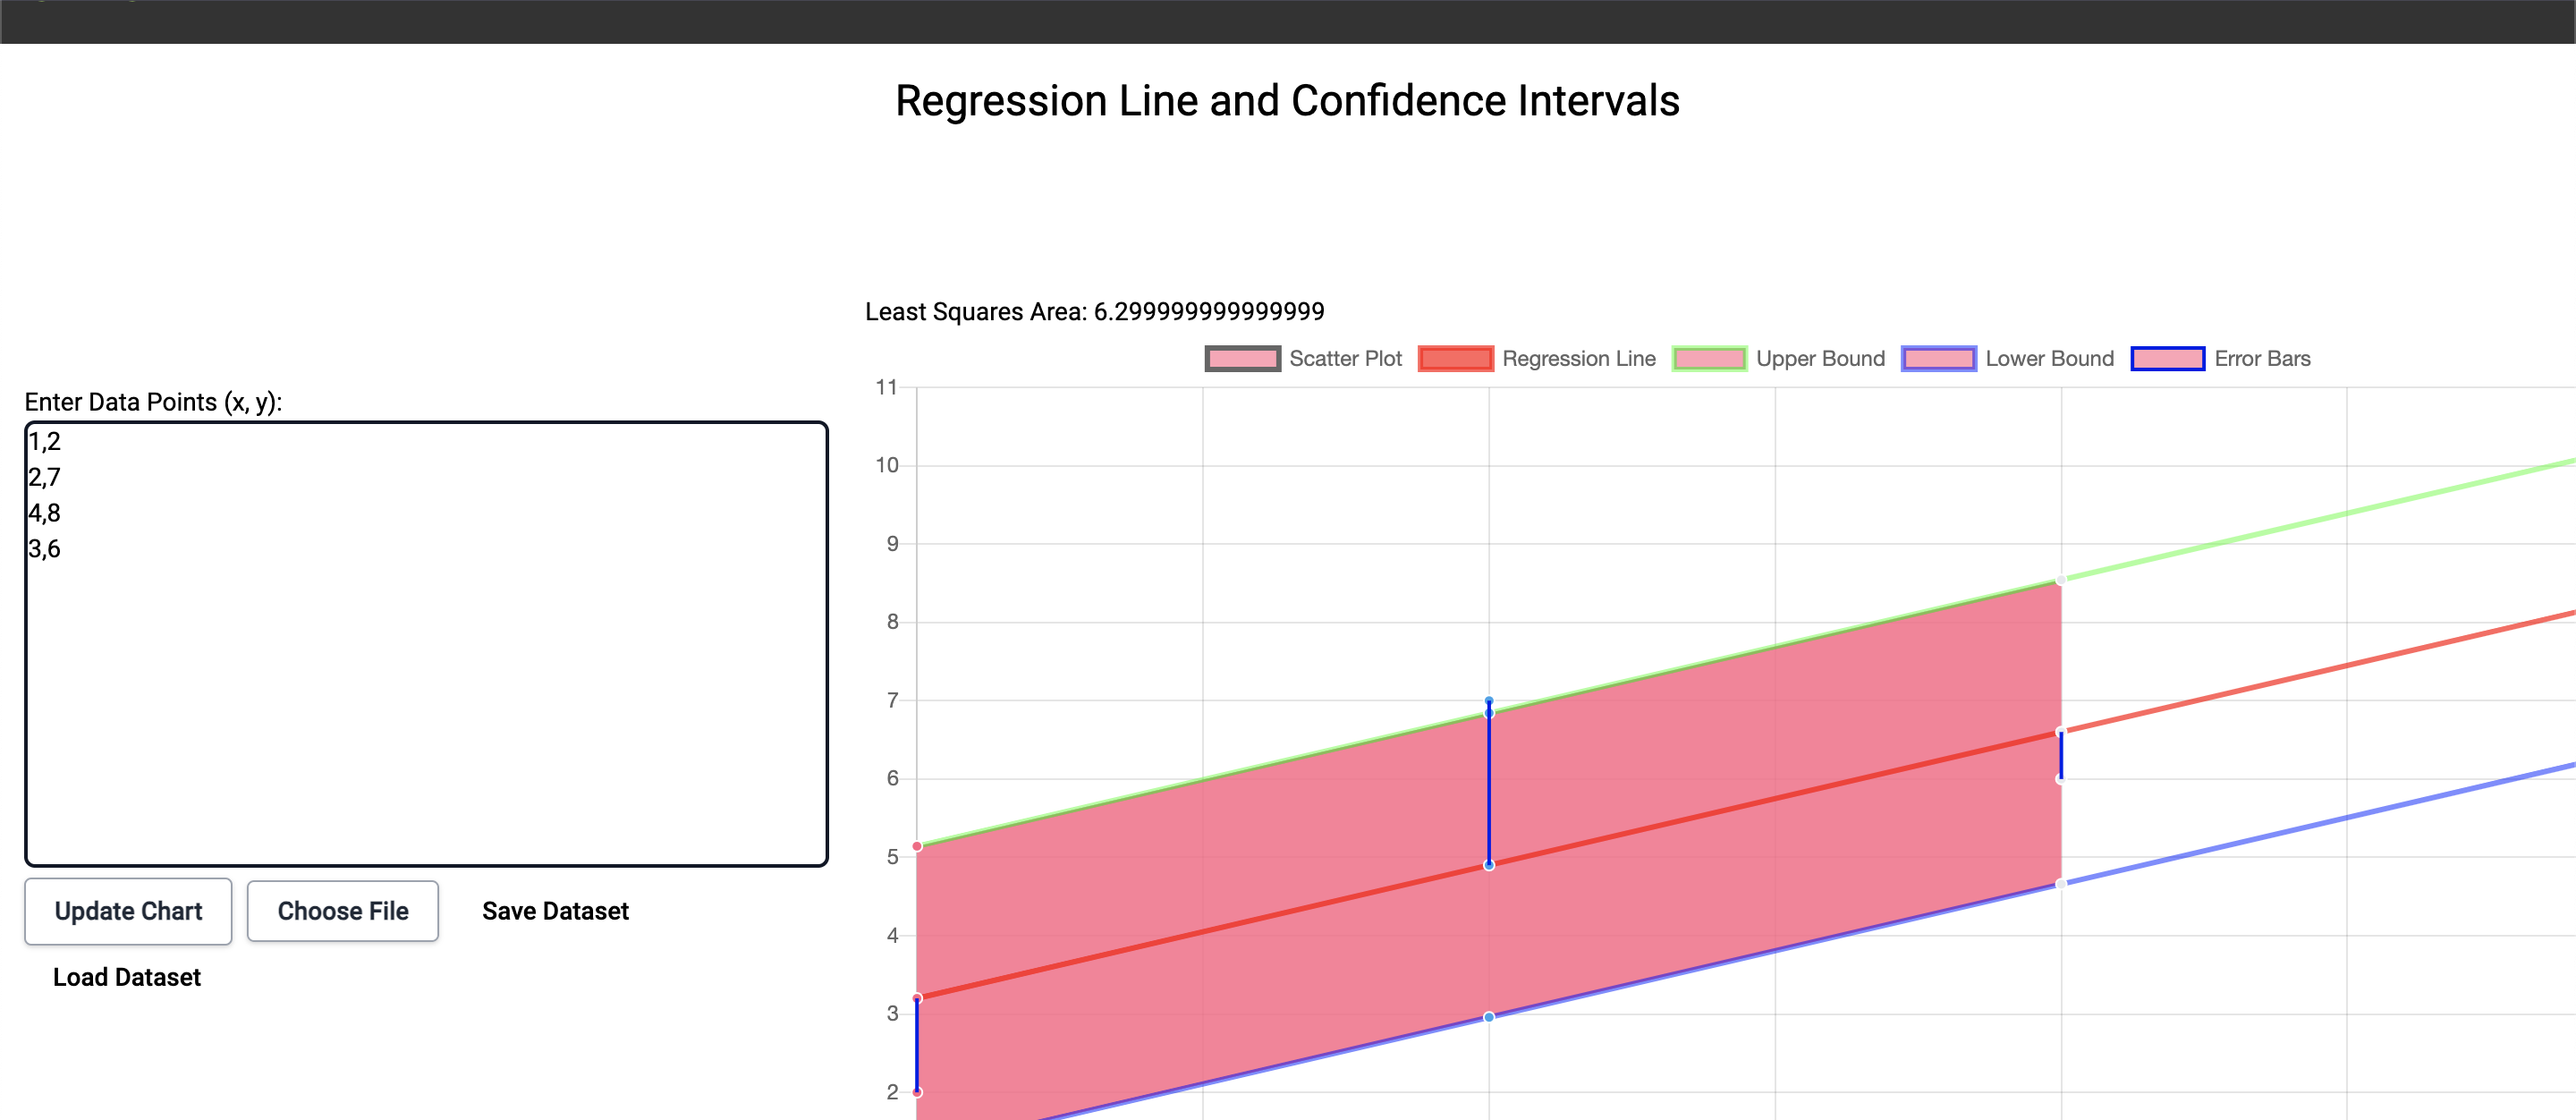 Regression Line and Confidence Intervals
Least Squares Area: 6.299999999999999
Scatter Plot Regression Line Upper Bound Lower Bound Error Bars
Enter Data Points (x, y):
1,2
2,7
4,8
3,6
Update Chart Choose File Save Dataset
Load Dataset
11
10
9
8
7
6
5
4
3
2